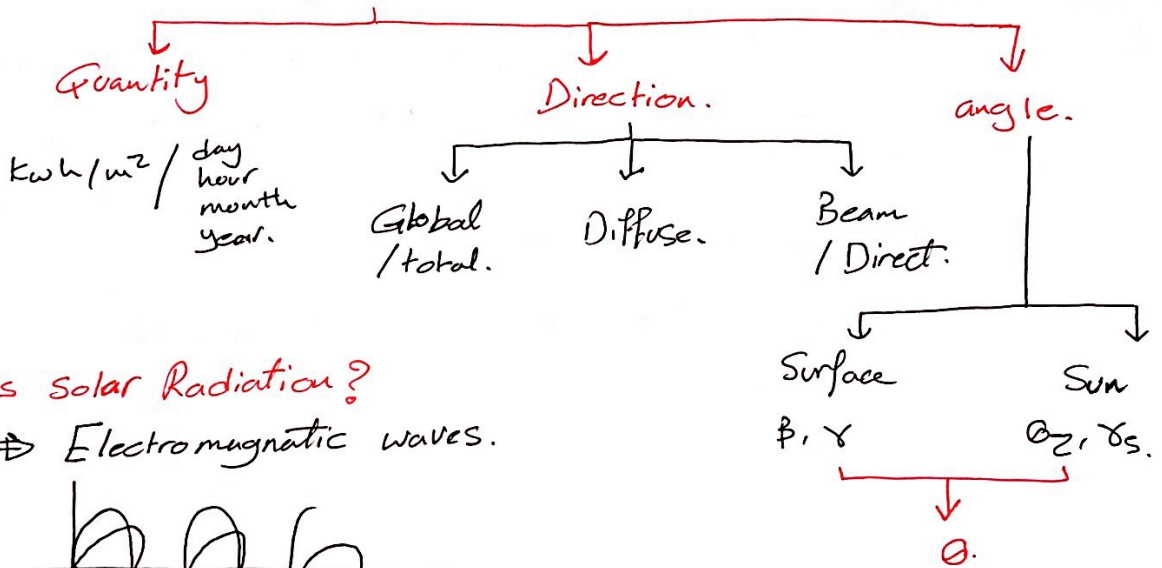 Quantity
Direction.
angle.
kwh/m²/ day
hour
month
year.
Global
/total.
Diffuse.
Beam
/Direct.
Surface
β, γ
Sun
θz, γs.
θ.
s Solar Radiation?
⇒ Electromagnetic waves.